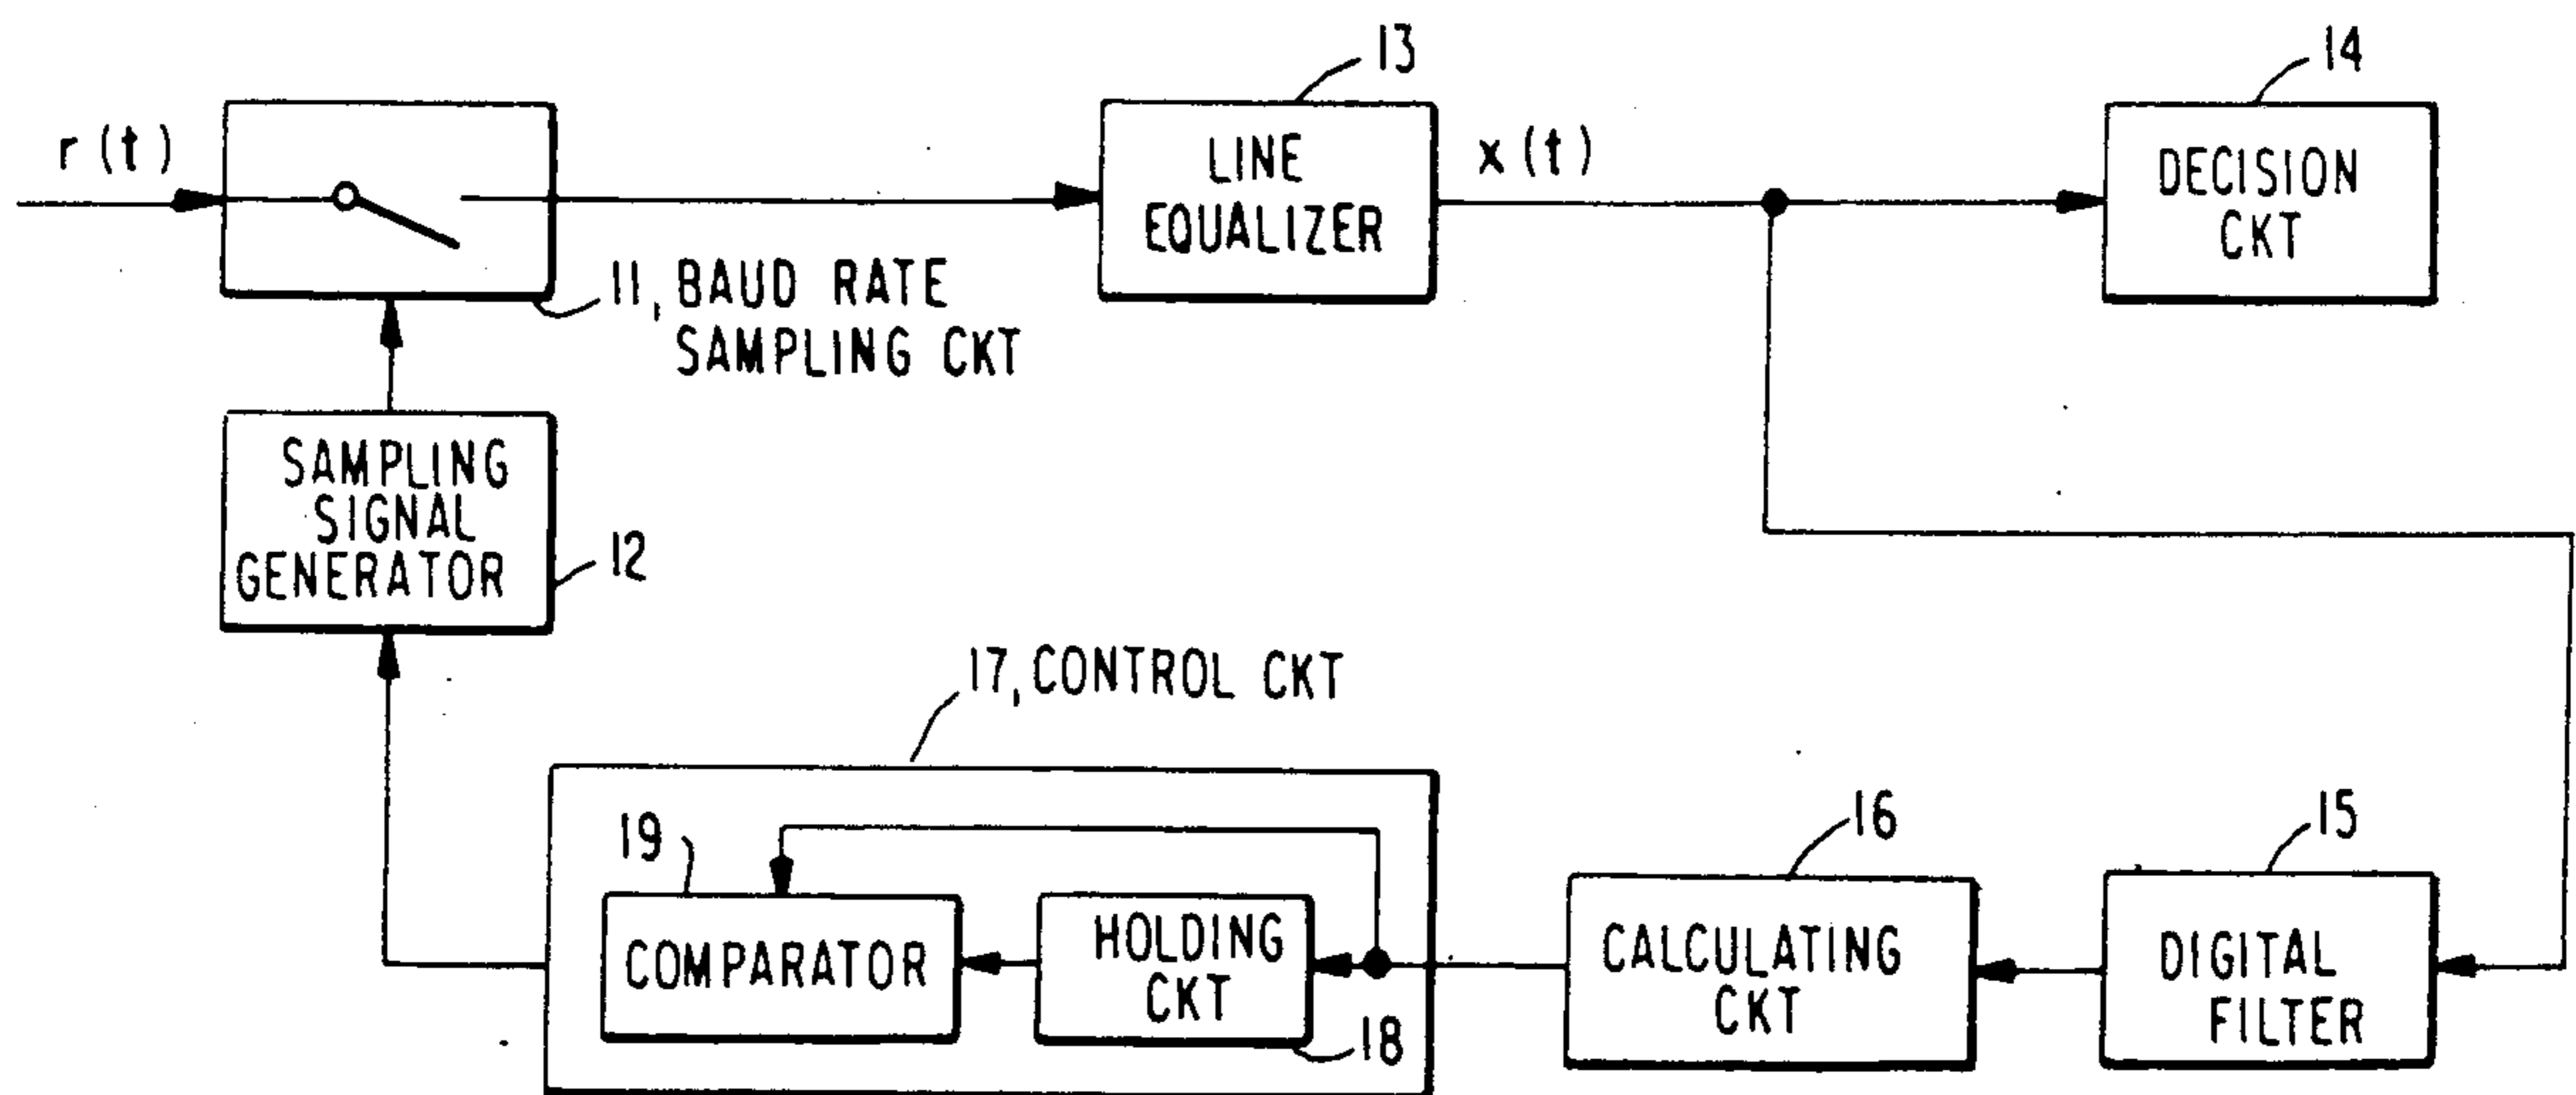 r (t)
11, BAUD RATE
SAMPLING CKT
13
LINE
EQUALIZER
x (t)
14
DECISION
CKT
SAMPLING
SIGNAL
GENERATOR
12
17, CONTROL CKT
19
COMPARATOR
HOLDING
CKT
18
16
CALCULATING
CKT
15
DIGITAL
FILTER